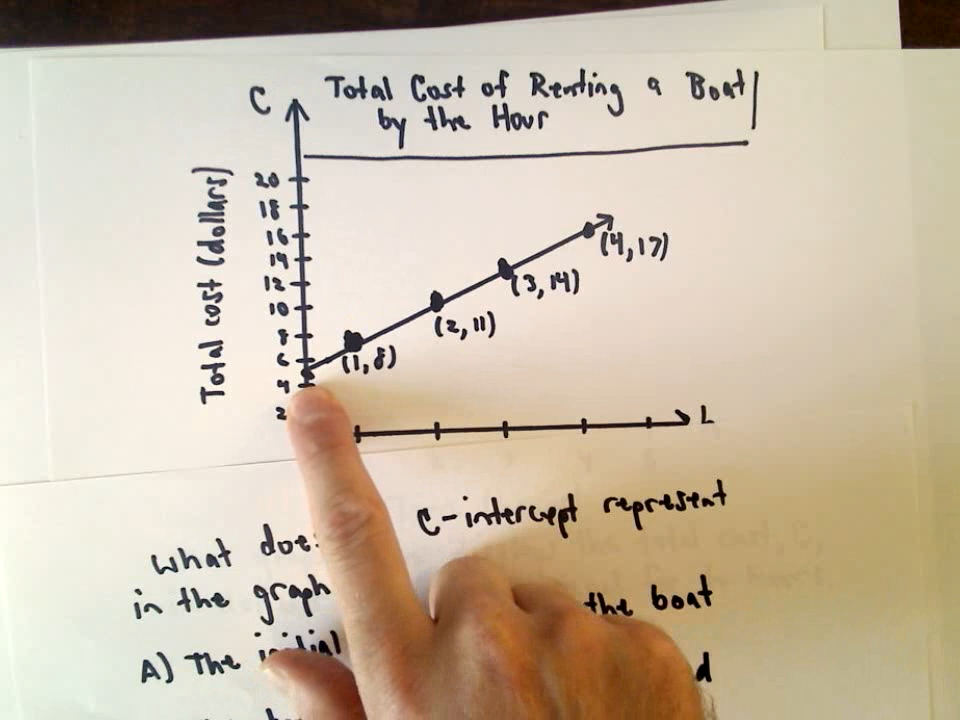 C
Total Cost of Renting a Boat
by the Hour
Total cost (dollars)
20
18
16
14
12
10
8
6
4
2
(4,17)
(3,14)
(2,11)
(1,8)
L
what C-intercept represent
in the graph the boat
A) The initial